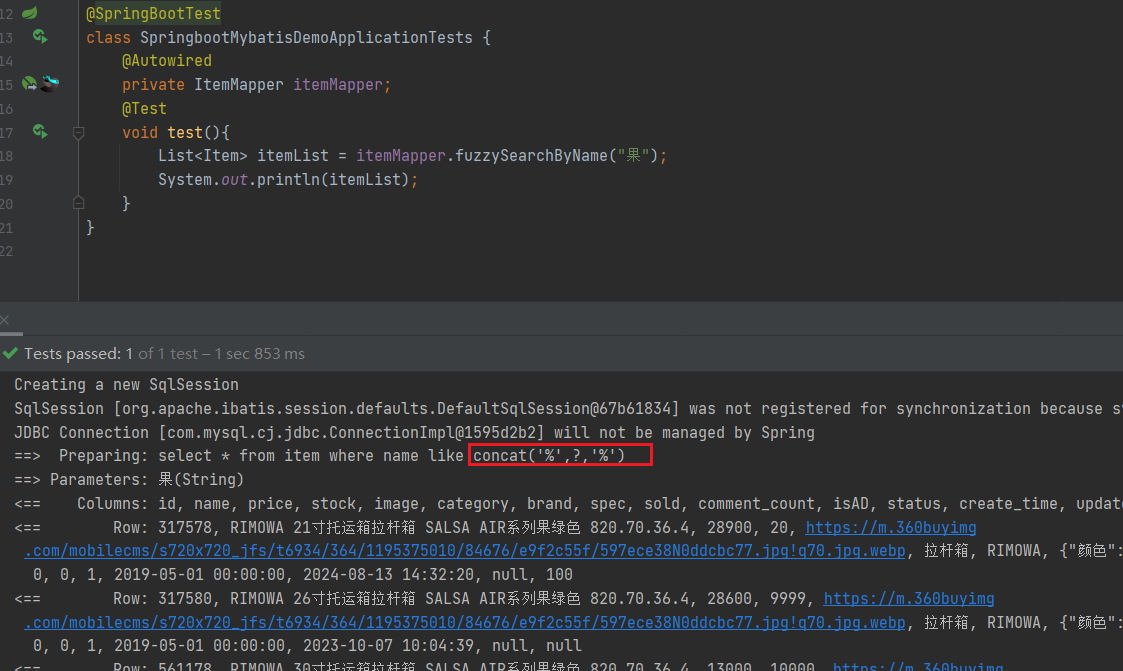 12 @SpringBootTest
13 class SpringbootMybatisDemoApplicationTests {
14 @Autowired
15 private ItemMapper itemMapper;
16 @Test
17 void test(){
18 List<Item> itemList = itemMapper.fuzzySearchByName("果");
19 System.out.println(itemList);
20 }
21 }
22
Tests passed: 1 of 1 test – 1 sec 853 ms
Creating a new SqlSession
SqlSession [org.apache.ibatis.session.defaults.DefaultSqlSession@67b61834] was not registered for synchronization because
JDBC Connection [com.mysql.cj.jdbc.ConnectionImpl@1595d2b2] will not be managed by Spring
==>  Preparing: select * from item where name like concat('%',?,'%')
==> Parameters: 果(String)
<==    Columns: id, name, price, stock, image, category, brand, spec, sold, comment_count, isAD, status, create_time,
<==        Row: 317578, RIMOWA 21寸托运箱拉杆箱 SALSA AIR系列果绿色 820.70.36.4, 28900, 20, https://m.360buyimg
.com/mobilecms/s720x720_jfs/t6934/364/1195375010/84676/e9f2c55f/597ece38N0ddcbc77.jpg!q70.jpg.webp, 拉杆箱, RIMOWA, {"颜色":
0, 0, 1, 2019-05-01 00:00:00, 2024-08-13 14:32:20, null, 100
<==        Row: 317580, RIMOWA 26寸托运箱拉杆箱 SALSA AIR系列果绿色 820.70.36.4, 28600, 9999, https://m.360buyimg
.com/mobilecms/s720x720_jfs/t6934/364/1195375010/84676/e9f2c55f/597ece38N0ddcbc77.jpg!q70.jpg.webp, 拉杆箱, RIMOWA, {"颜色":
0, 0, 1, 2019-05-01 00:00:00, 2023-10-07 10:04:39, null, null
<==        Row: 561178, RIMOWA 30寸托运箱拉杆箱 SALSA AIR系列果绿色 820.70.36.4, 13000, 10000, https://m.360buyimg